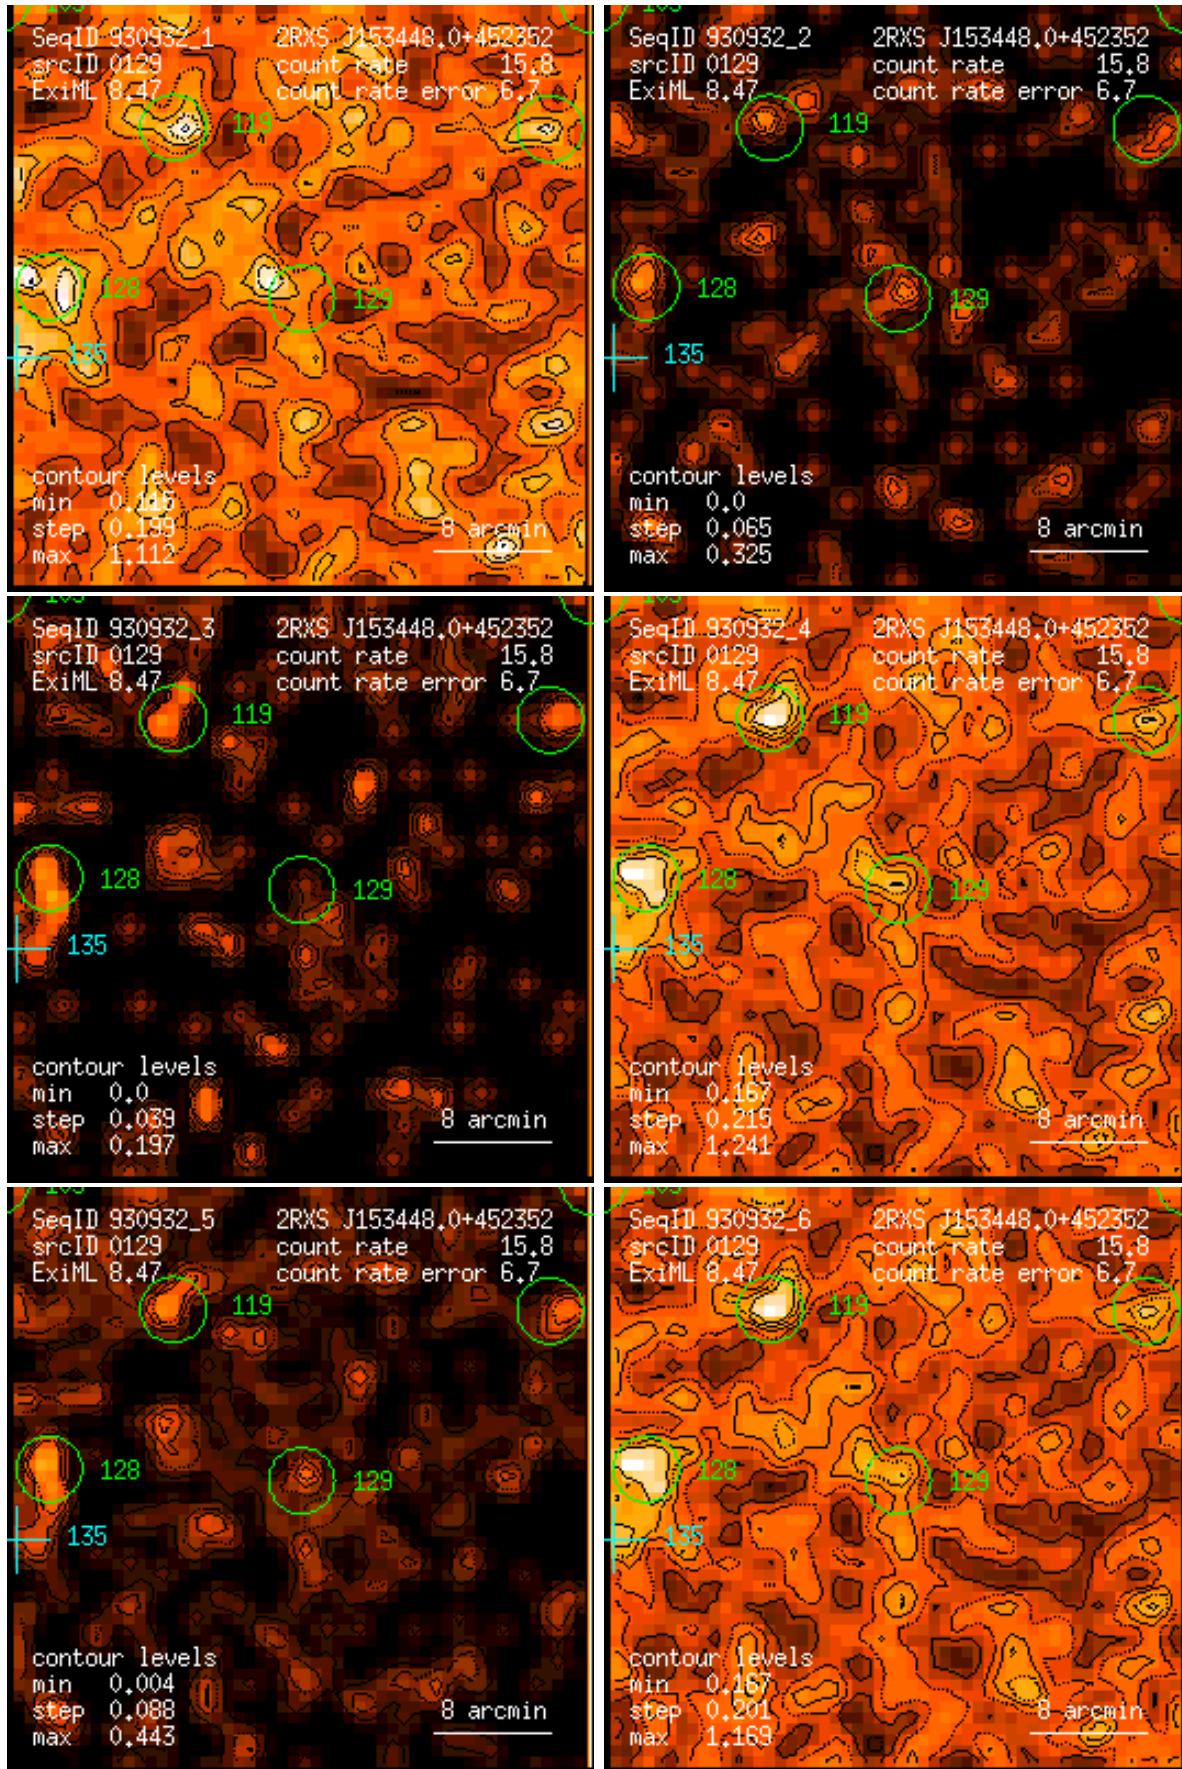 SeqID 930932_1 2RXS J153448.0+452352
srcID 0129 count rate 15.8
ExiML 8.47 count rate error 6.7
119
128
129
135
contour levels
min 0.115
step 0.199
max 1.112
8 arcmin
SeqID 930932_2 2RXS J153448.0+452352
srcID 0129 count rate 15.8
ExiML 8.47 count rate error 6.7
119
128
129
135
contour levels
min 0.0
step 0.065
max 0.325
8 arcmin
SeqID 930932_3 2RXS J153448.0+452352
srcID 0129 count rate 15.8
ExiML 8.47 count rate error 6.7
119
128
129
135
contour levels
min 0.0
step 0.039
max 0.197
8 arcmin
SeqID 930932_4 2RXS J153448.0+452352
srcID 0129 count rate 15.8
ExiML 8.47 count rate error 6.7
119
128
129
135
contour levels
min 0.167
step 0.215
max 1.241
8 arcmin
SeqID 930932_5 2RXS J153448.0+452352
srcID 0129 count rate 15.8
ExiML 8.47 count rate error 6.7
119
128
129
135
contour levels
min 0.004
step 0.088
max 0.443
8 arcmin
SeqID 930932_6 2RXS J153448.0+452352
srcID 0129 count rate 15.8
ExiML 8.47 count rate error 6.7
119
128
129
135
contour levels
min 0.167
step 0.201
max 1.169
8 arcmin